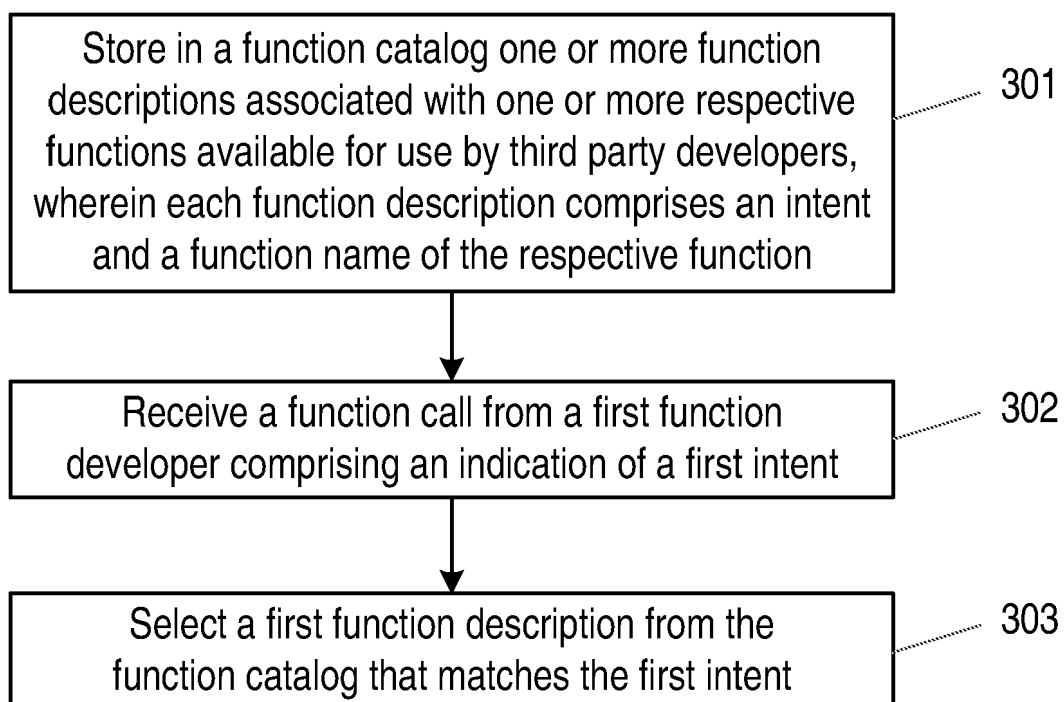 Store in a function catalog one or more function
descriptions associated with one or more respective
functions available for use by third party developers,
wherein each function description comprises an intent
and a function name of the respective function
301
Receive a function call from a first function
developer comprising an indication of a first intent
302
Select a first function description from the
function catalog that matches the first intent
303